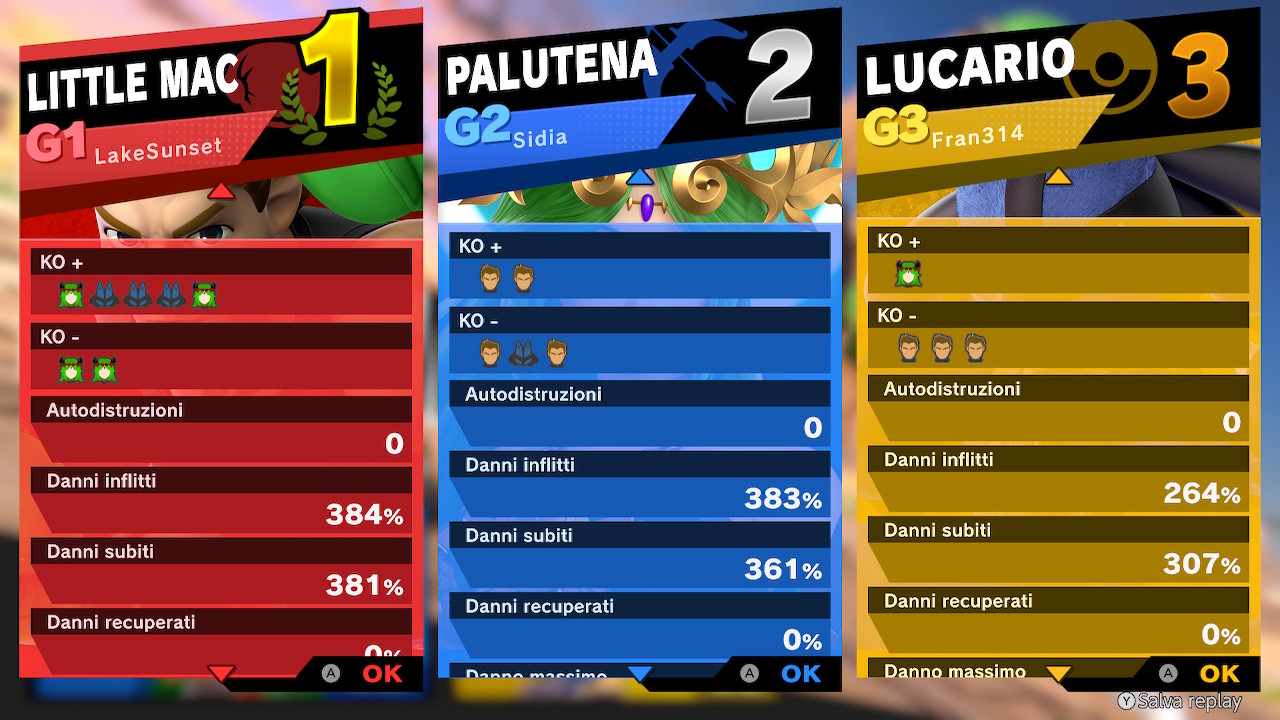 LITTLE MAC 1
G1 LakeSunset
KO +
KO -
Autodistruzioni
0
Danni inflitti
384%
Danni subiti
381%
Danni recuperati
0%
A OK
PALUTENA 2
G2 Sidia
KO +
KO -
Autodistruzioni
0
Danni inflitti
383%
Danni subiti
361%
Danni recuperati
0%
Danno massimo
A OK
LUCARIO 3
G3 Fran314
KO +
KO -
Autodistruzioni
0
Danni inflitti
264%
Danni subiti
307%
Danni recuperati
0%
Danno massimo
A OK
Y Salva replay